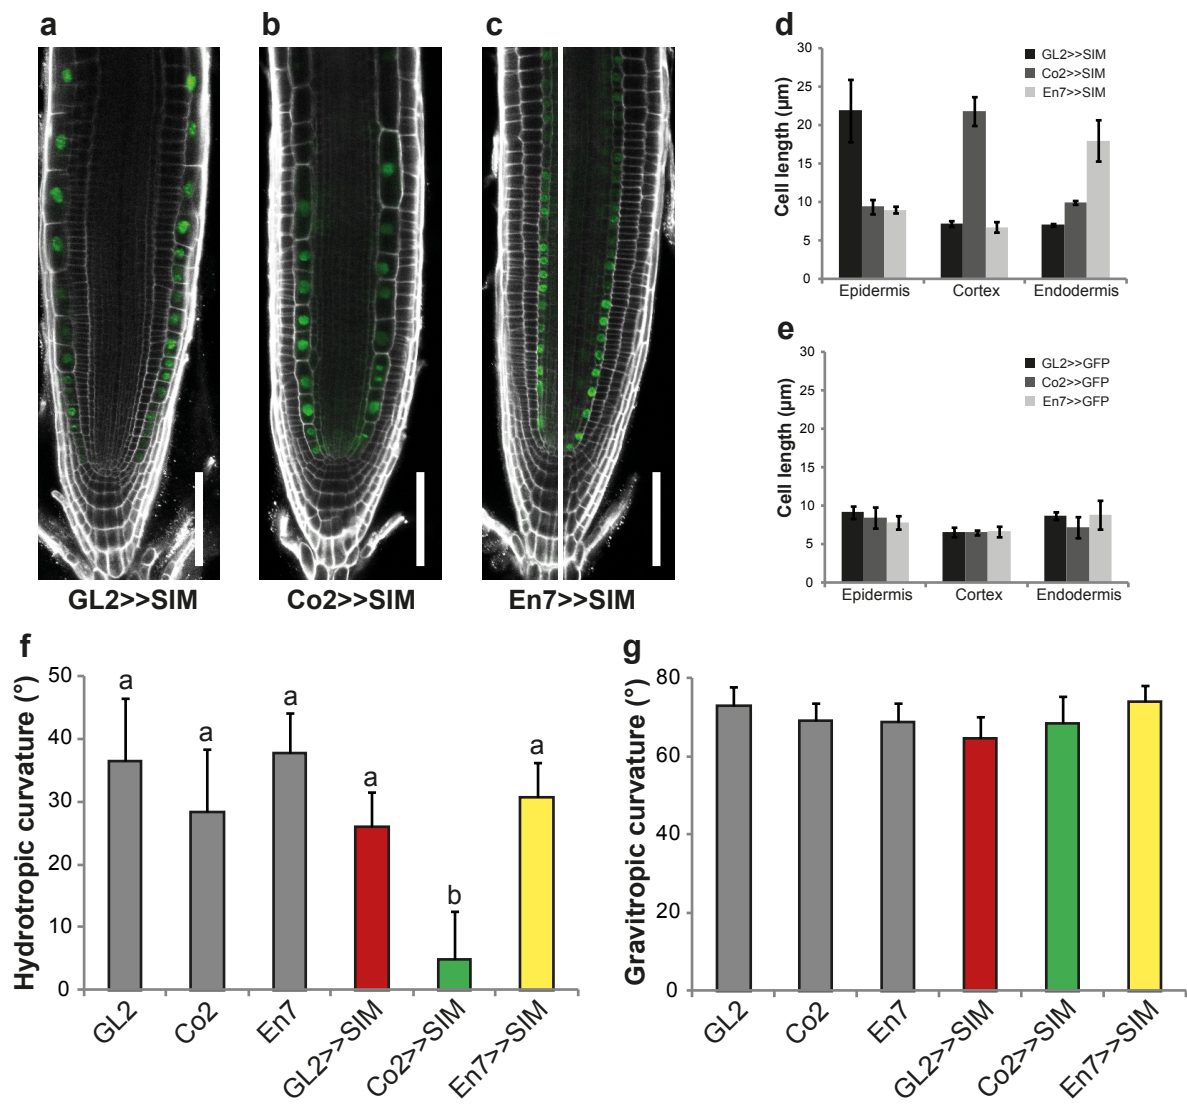 a
b
c
GL2>>SIM
Co2>>SIM
En7>>SIM
d
Cell length (µm)
30
25
20
15
10
5
0
GL2>>SIM
Co2>>SIM
En7>>SIM
Epidermis Cortex Endodermis
e
Cell length (µm)
30
25
20
15
10
5
0
GL2>>GFP
Co2>>GFP
En7>>GFP
Epidermis Cortex Endodermis
f
Hydrotropic curvature (°)
50
40
30
20
10
0
a
a
a
a
b
a
GL2
Co2
En7
GL2>>SIM
Co2>>SIM
En7>>SIM
g
Gravitropic curvature (°)
80
60
40
20
0
GL2
Co2
En7
GL2>>SIM
Co2>>SIM
En7>>SIM